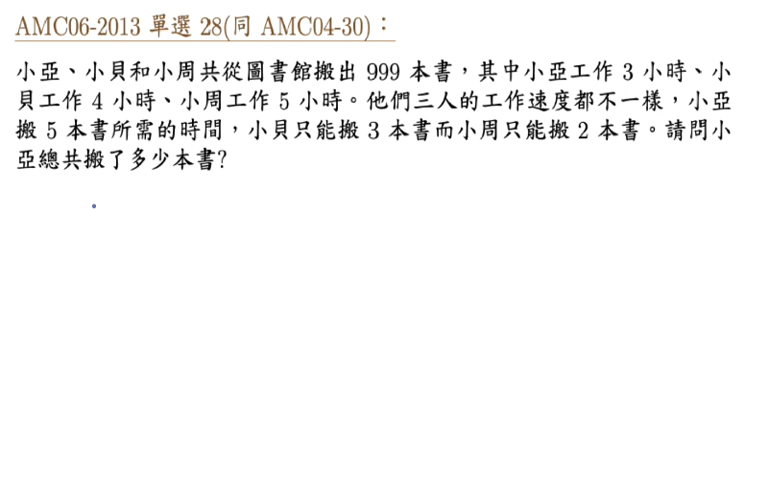 AMC06-2013 單選 28(同 AMC04-30)：
小亞、小貝和小周共從圖書館搬出 999 本書，其中小亞工作 3 小時、小
貝工作 4 小時、小周工作 5 小時。他們三人的工作速度都不一樣，小亞
搬 5 本書所需的時間，小貝只能搬 3 本書而小周只能搬 2 本書。請問小
亞總共搬了多少本書?